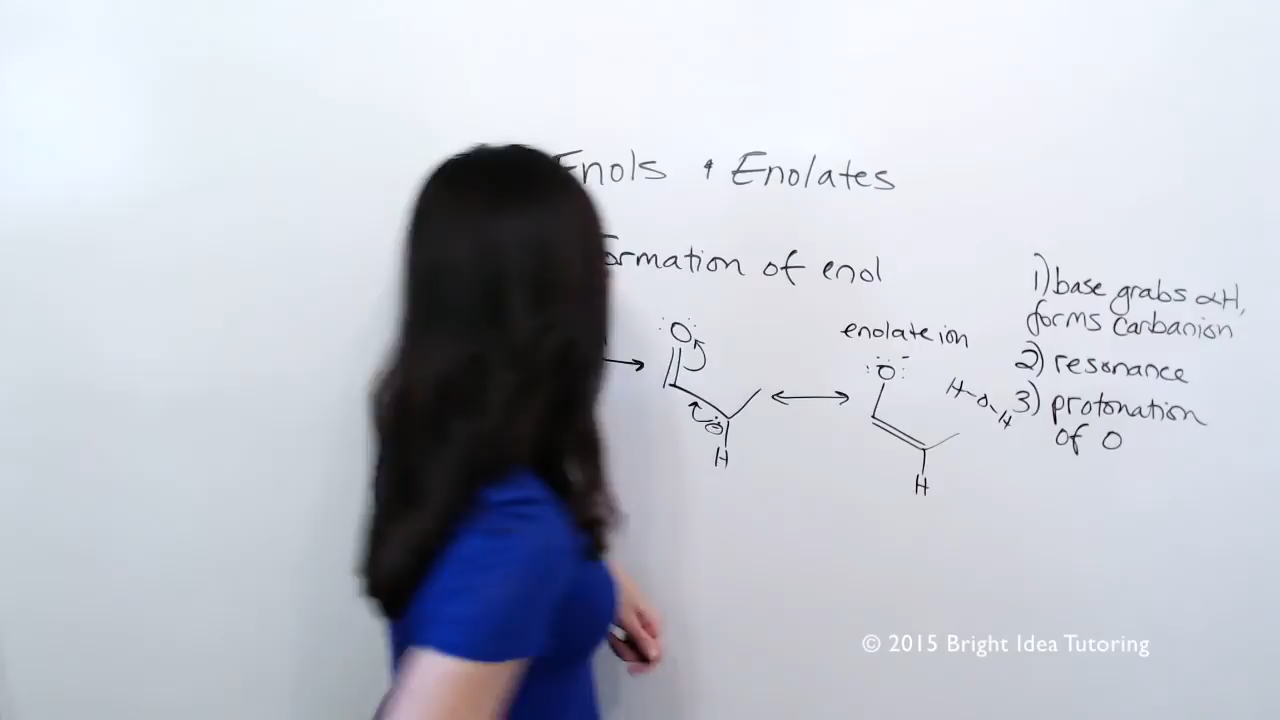 Enols & Enolates
Formation of enol
1) base grabs αH,
forms Carbanion
2) resonance
3) protonation
of O
enolate ion
:O:
H
:O:
H
H-O-H
© 2015 Bright Idea Tutoring